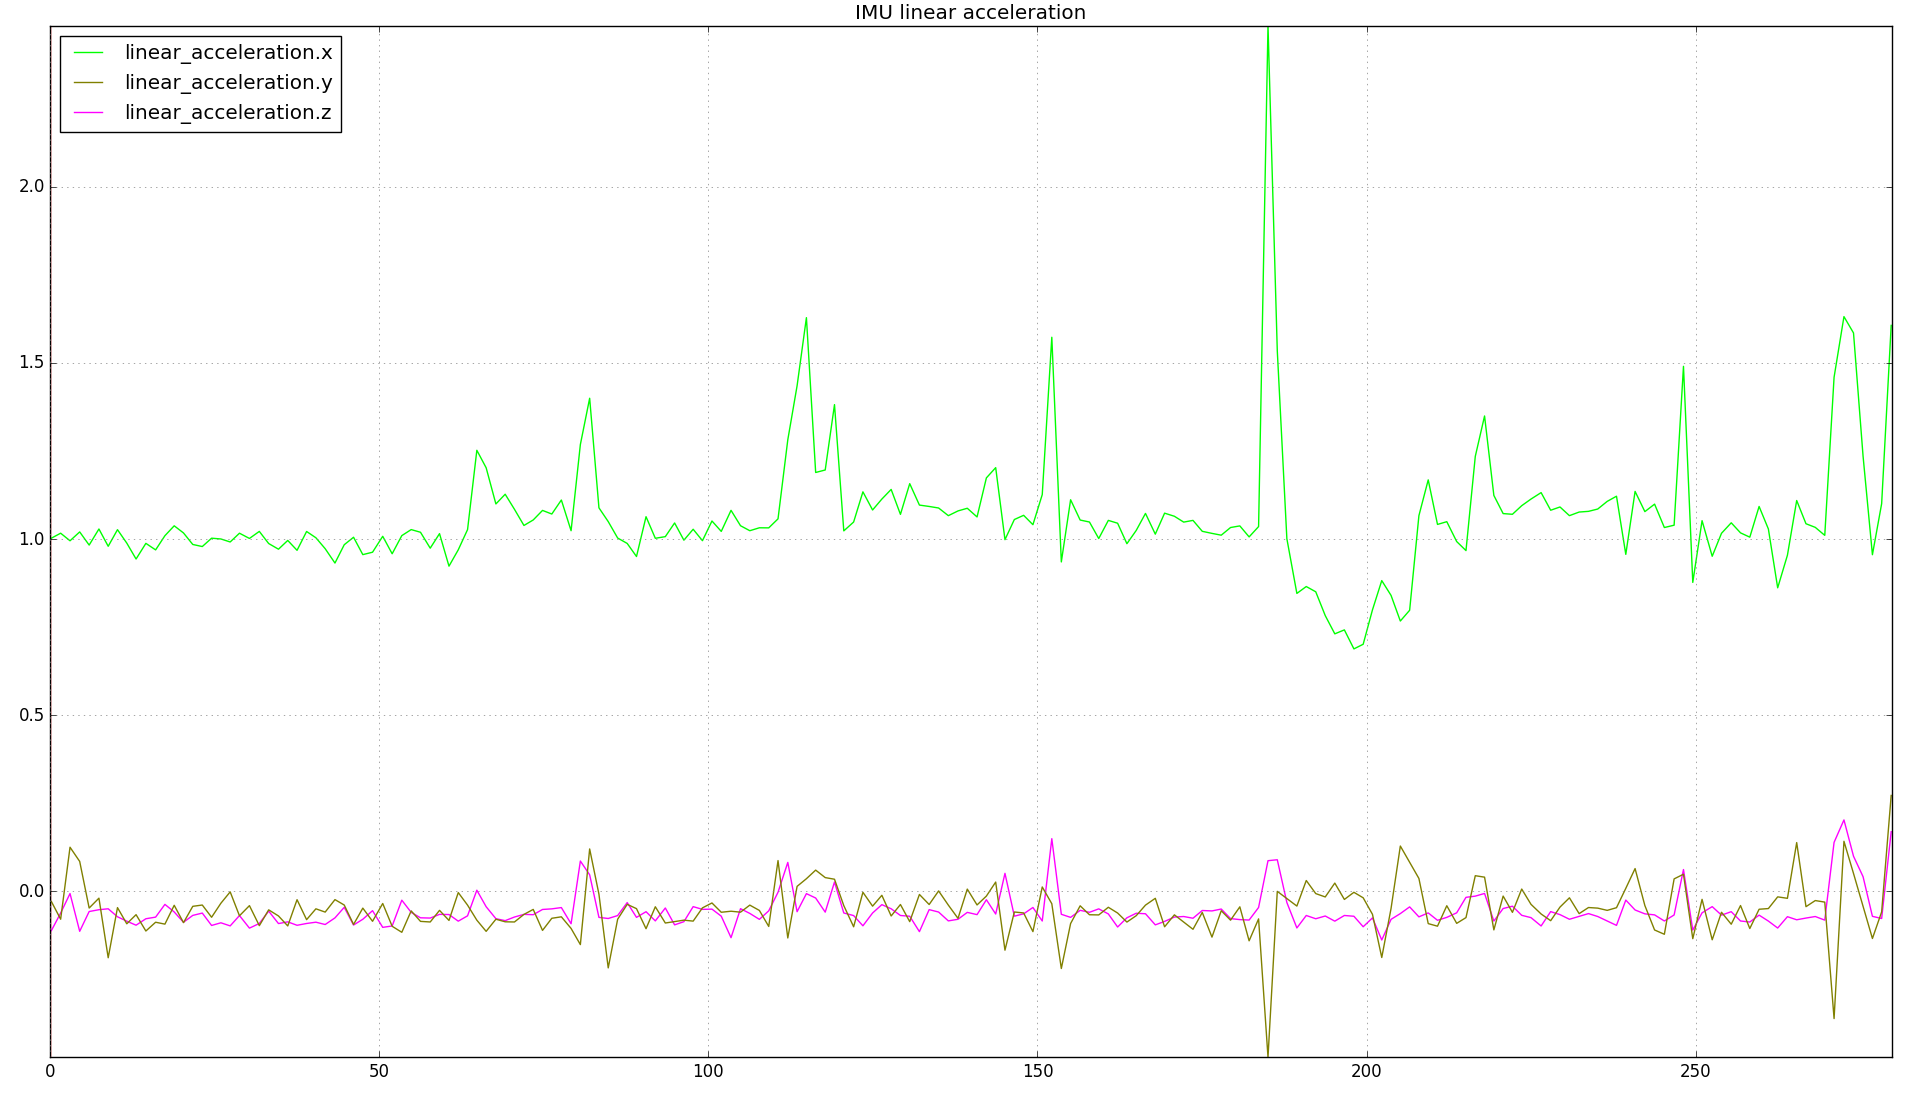 IMU linear acceleration
linear_acceleration.x
linear_acceleration.y
linear_acceleration.z
2.0
1.5
1.0
0.5
0.0
0 50 100 150 200 250